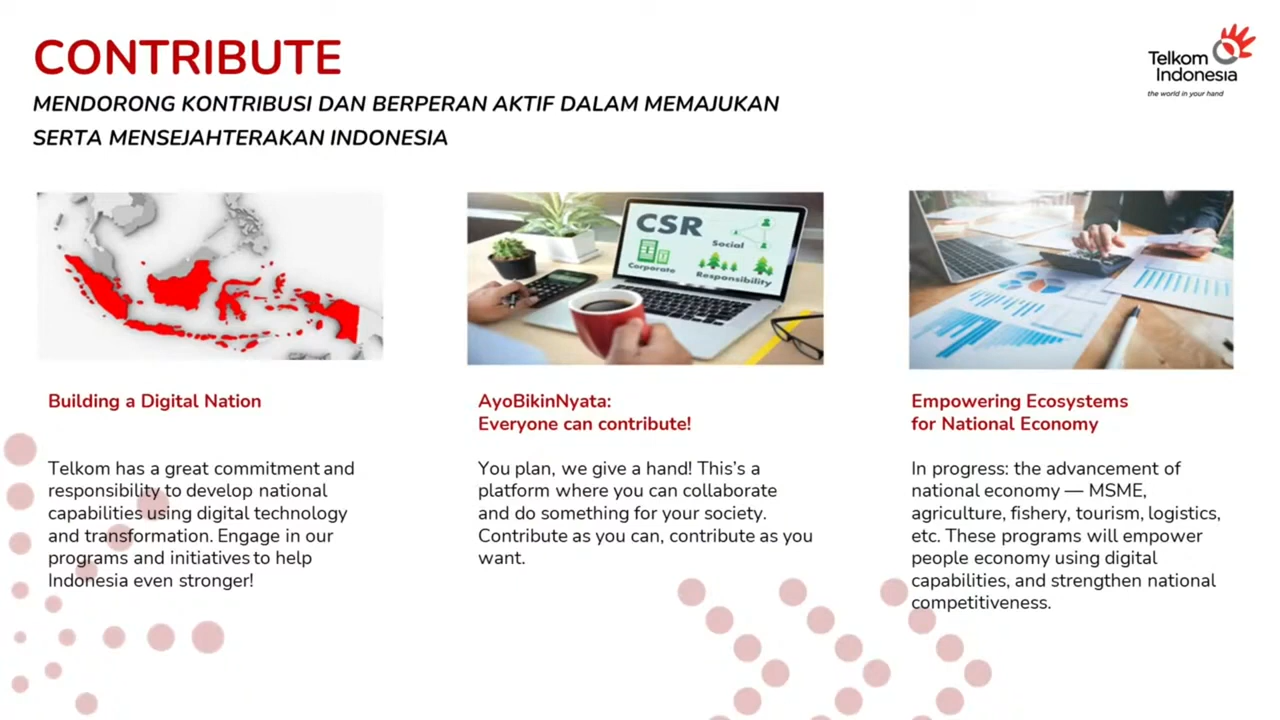 CONTRIBUTE
MENDORONG KONTRIBUSI DAN BERPERAN AKTIF DALAM MEMAJUKAN
SERTA MENSEJAHTERAKAN INDONESIA
Telkom
Indonesia
the world in your hand
CSR
Social
Corporate
Responsibility
Building a Digital Nation
Telkom has a great commitment and
responsibility to develop national
capabilities using digital technology
and transformation. Engage in our
programs and initiatives to help
Indonesia even stronger!
AyoBikinNyata:
Everyone can contribute!
You plan, we give a hand! This's a
platform where you can collaborate
and do something for your society.
Contribute as you can, contribute as you
want.
Empowering Ecosystems
for National Economy
In progress: the advancement of
national economy — MSME,
agriculture, fishery, tourism, logistics,
etc. These programs will empower
people economy using digital
capabilities, and strengthen national
competitiveness.